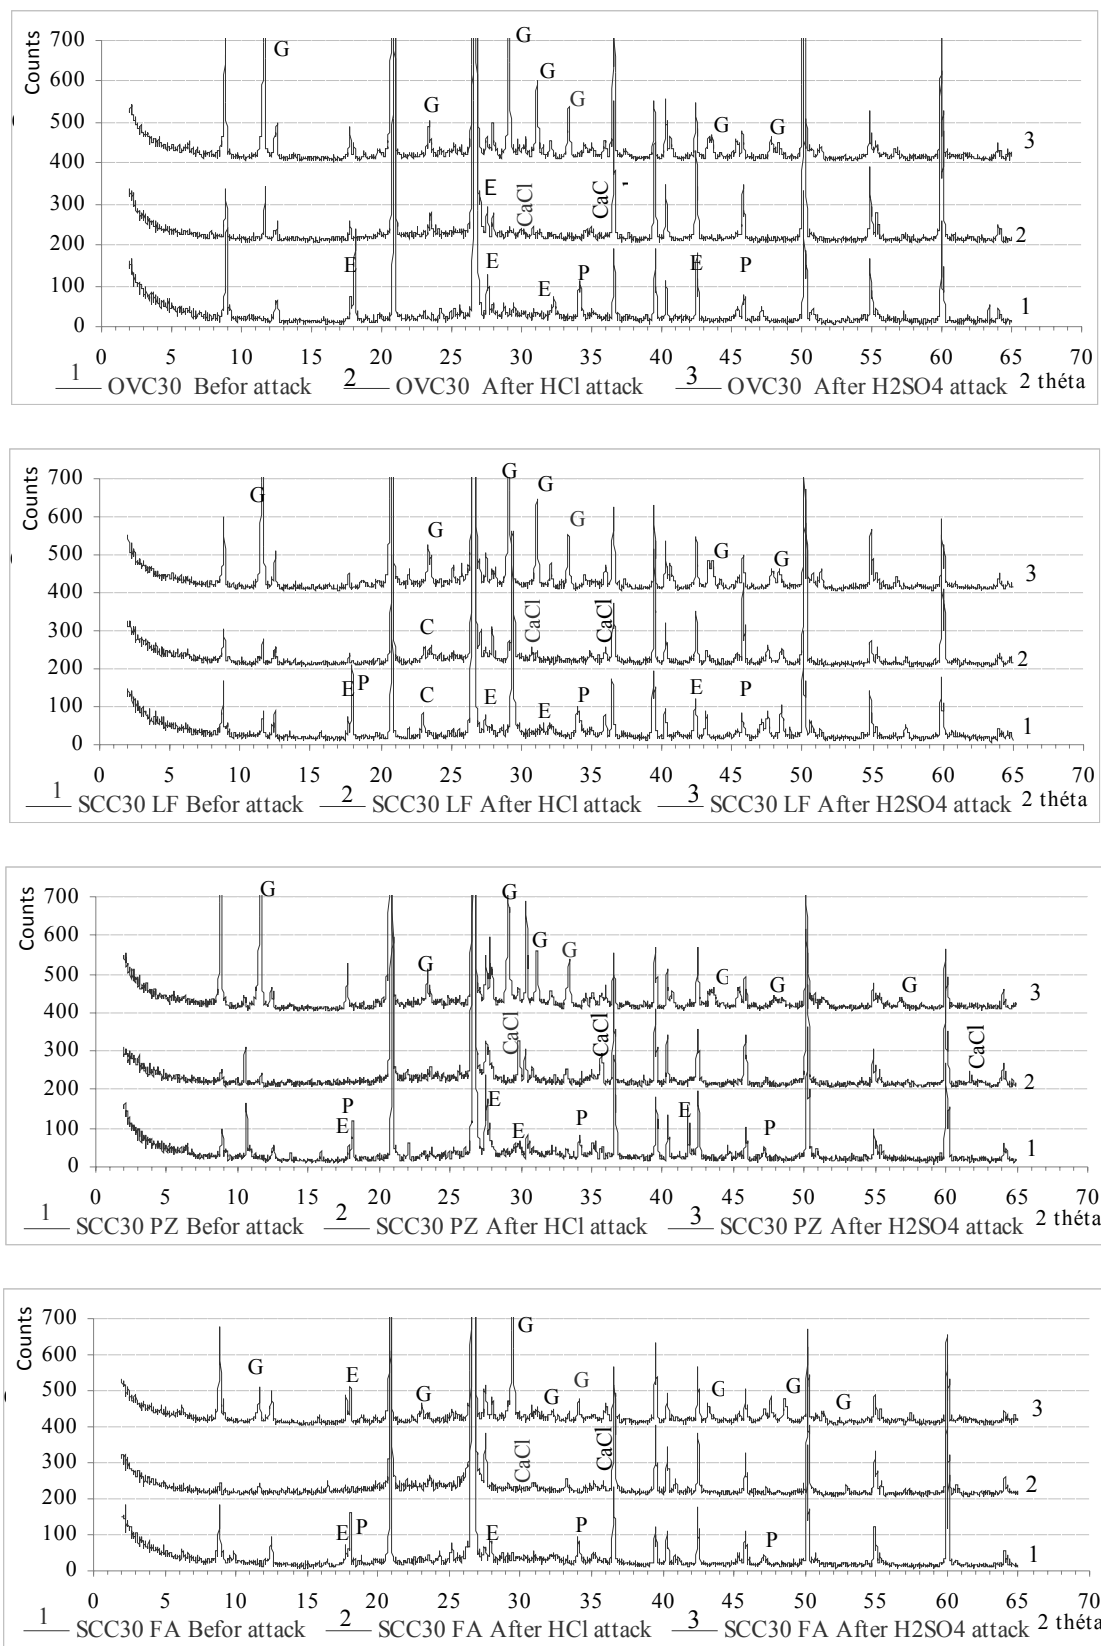 Counts
700 G G
600 G
G
500 G G G
400 3
300 E CaCl CaC
200 2
E E E P E P
100
0 1
0 5 10 15 20 25 30 35 40 45 50 55 60 65 70
1 OVC30 Befor attack 2 OVC30 After HCl attack 3 OVC30 After H2SO4 attack 2 théta
Counts
700 G
G G
600 G G
500 G G
400 3
300 C CaCl CaCl
200 2
E P C E E P E P
100
0 1
0 5 10 15 20 25 30 35 40 45 50 55 60 65 70
1 SCC30 LF Befor attack 2 SCC30 LF After HCl attack 3 SCC30 LF After H2SO4 attack 2 théta
Counts
700 G G
600 G G
500 G G G G
400 3
300 CaCl CaCl CaCl
200 2
P E E E P E P
100
0 1
0 5 10 15 20 25 30 35 40 45 50 55 60 65 70
1 SCC30 PZ Befor attack 2 SCC30 PZ After HCl attack 3 SCC30 PZ After H2SO4 attack 2 théta
Counts
700 G
600
G E G G G G G G
500
400 3
300 CaCl CaCl
200 2
E P E P P
100
0 1
0 5 10 15 20 25 30 35 40 45 50 55 60 65 70
1 SCC30 FA Befor attack 2 SCC30 FA After HCl attack 3 SCC30 FA After H2SO4 attack 2 théta